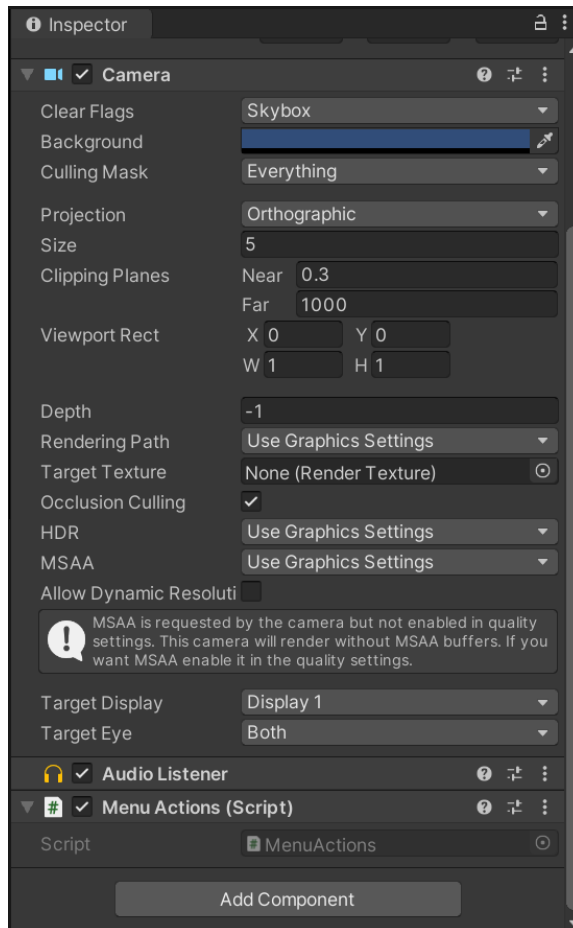 Inspector
Camera
Clear Flags Skybox
Background
Culling Mask Everything
Projection Orthographic
Size 5
Clipping Planes Near 0.3
Far 1000
Viewport Rect X 0 Y 0
W 1 H 1
Depth -1
Rendering Path Use Graphics Settings
Target Texture None (Render Texture)
Occlusion Culling
HDR Use Graphics Settings
MSAA Use Graphics Settings
Allow Dynamic Resoluti
MSAA is requested by the camera but not enabled in quality
settings. This camera will render without MSAA buffers. If you
want MSAA enable it in the quality settings.
Target Display Display 1
Target Eye Both
Audio Listener
# Menu Actions (Script)
Script # MenuActions
Add Component